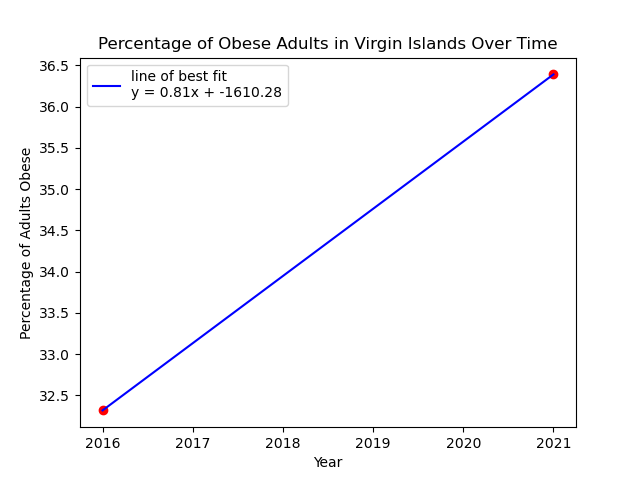 Percentage of Obese Adults in Virgin Islands Over Time
line of best fit
y = 0.81x + -1610.28
Percentage of Adults Obese
36.5
36.0
35.5
35.0
34.5
34.0
33.5
33.0
32.5
2016 2017 2018 2019 2020 2021
Year